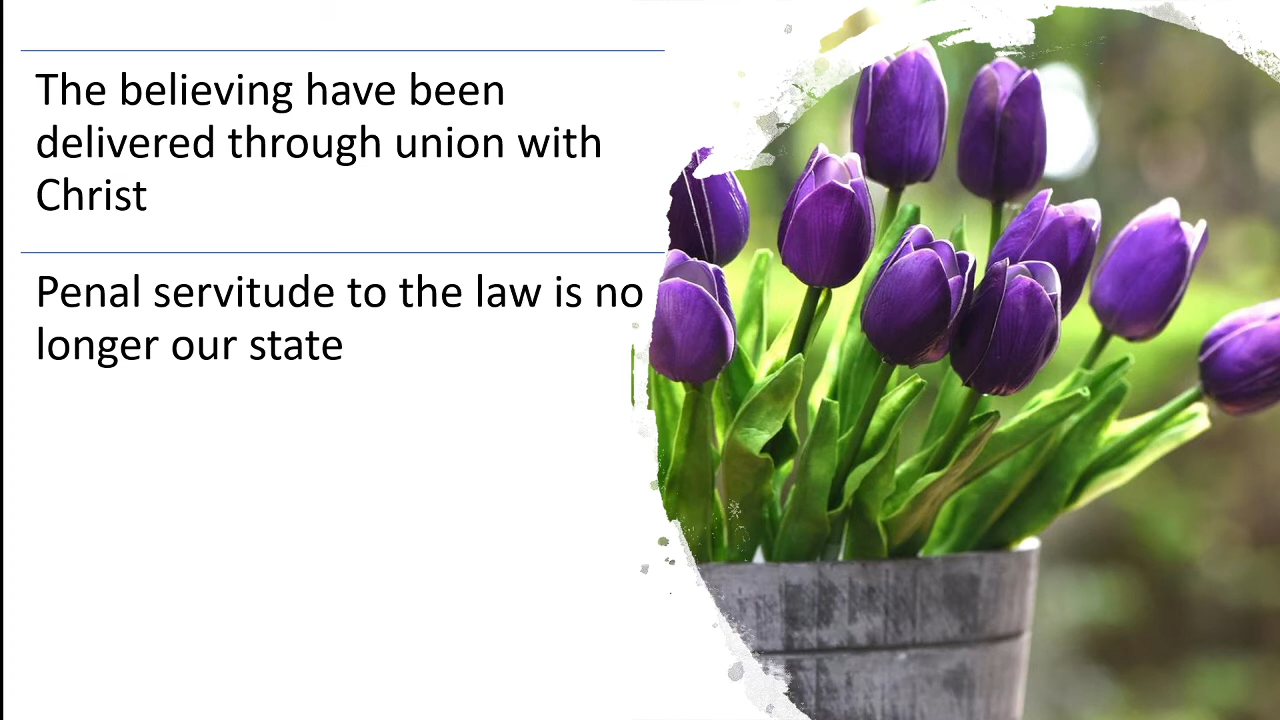 The believing have been
delivered through union with
Christ
Penal servitude to the law is no
longer our state